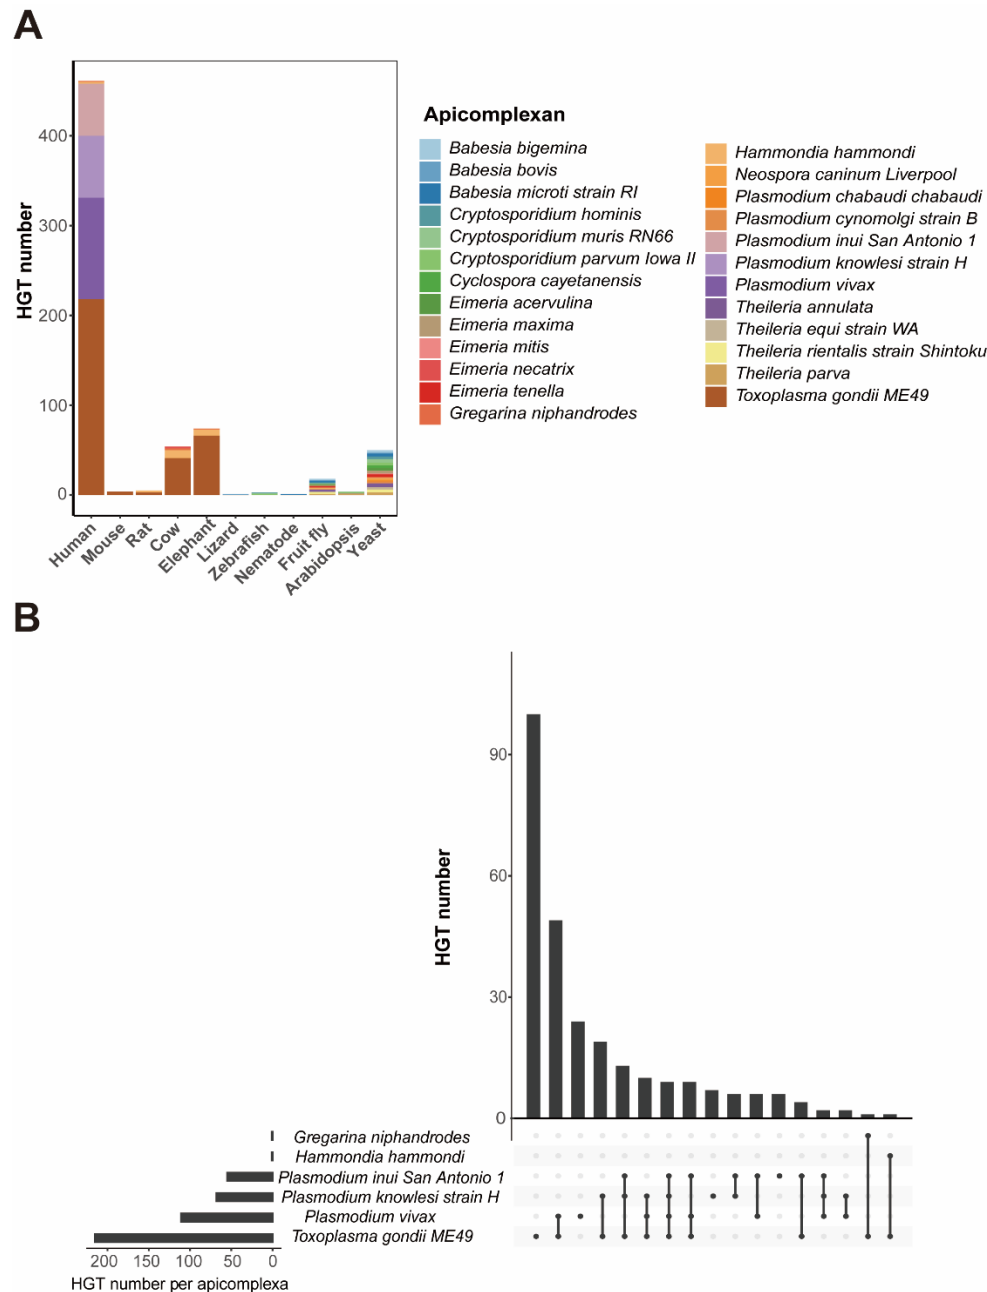 A
HGT number
400
300
200
100
0
Human
Mouse
Rat
Cow
Elephant
Lizard
Zebrafish
Nematode
Fruit fly
Arabidopsis
Yeast
Apicomplexan
Babesia bigemina
Babesia bovis
Babesia microti strain RI
Cryptosporidium hominis
Cryptosporidium muris RN66
Cryptosporidium parvum Iowa II
Cyclospora cayetanensis
Eimeria acervulina
Eimeria maxima
Eimeria mitis
Eimeria necatrix
Eimeria tenella
Gregarina niphandrodes
Hammondia hammondi
Neospora caninum Liverpool
Plasmodium chabaudi chabaudi
Plasmodium cynomolgi strain B
Plasmodium inui San Antonio 1
Plasmodium knowlesi strain H
Plasmodium vivax
Theileria annulata
Theileria equi strain WA
Theileria rientalis strain Shintoku
Theileria parva
Toxoplasma gondii ME49
B
HGT number
90
60
30
0
Gregarina niphandrodes
Hammondia hammondi
Plasmodium inui San Antonio 1
Plasmodium knowlesi strain H
Plasmodium vivax
Toxoplasma gondii ME49
200 150 100 50 0
HGT number per apicomplexa